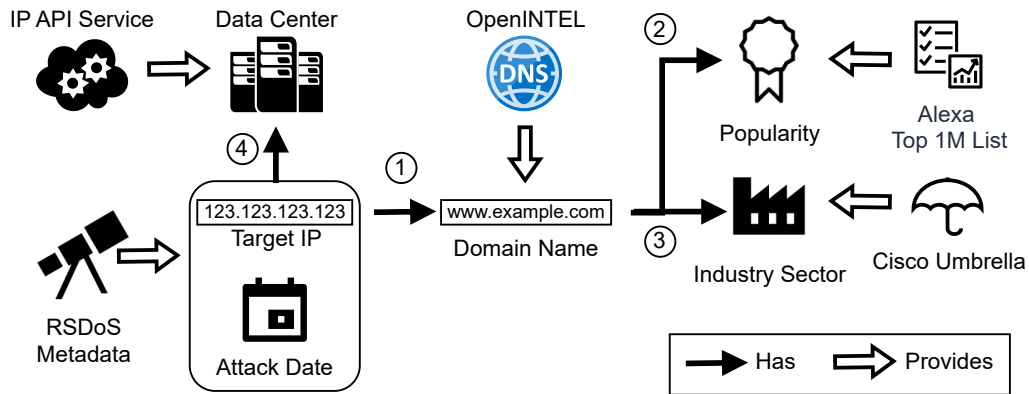 IP API Service
Data Center
OpenINTEL
DNS
②
Popularity
Alexa
Top 1M List
④
①
123.123.123.123
Target IP
www.example.com
Domain Name
③
Industry Sector
Cisco Umbrella
RSDoS
Metadata
Attack Date
Has
Provides